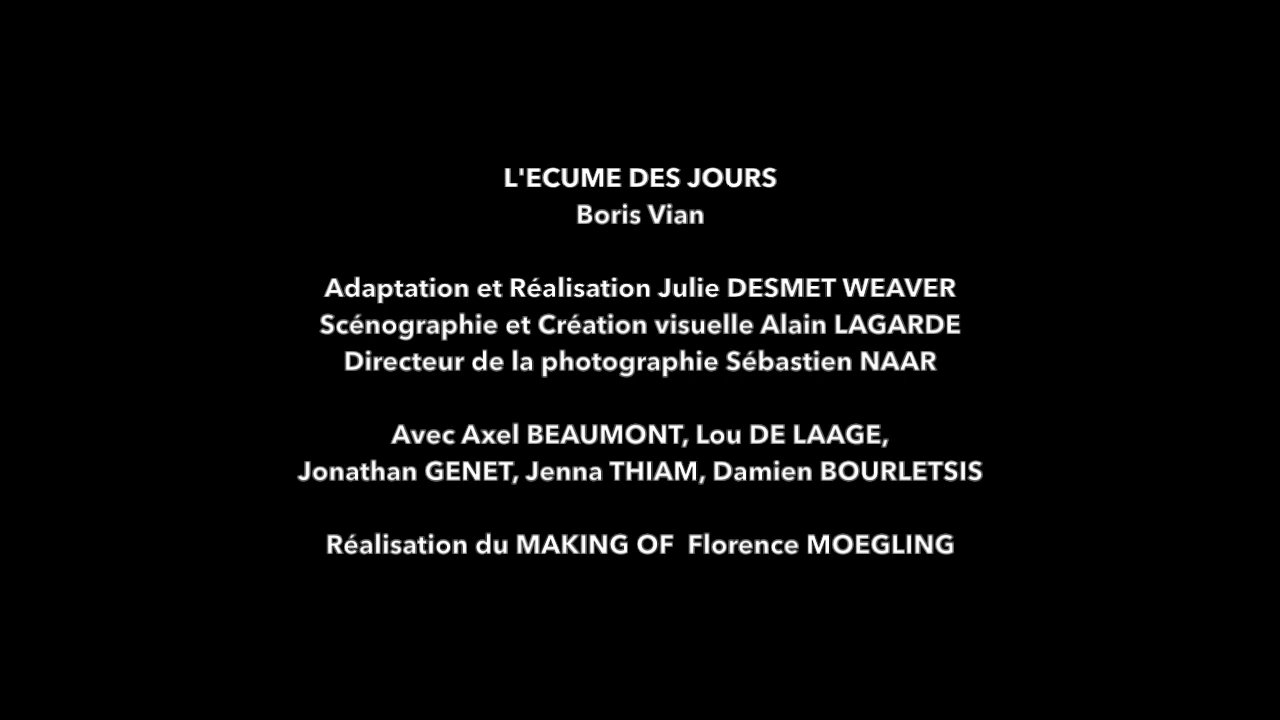 L'ECUME DES JOURS
Boris Vian
Adaptation et Réalisation Julie DESMET WEAVER
Scénographie et Création visuelle Alain LAGARDE
Directeur de la photographie Sébastien NAAR
Avec Axel BEAUMONT, Lou DE LAAGE,
Jonathan GENET, Jenna THIAM, Damien BOURLETSIS
Réalisation du MAKING OF  Florence MOEGLING